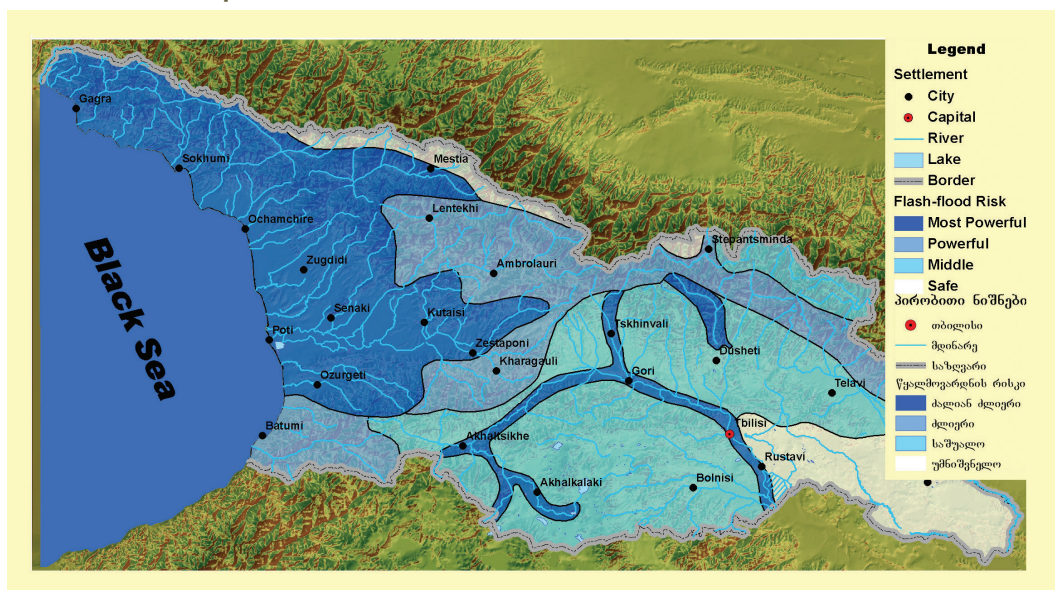 Legend
Settlement
City
Capital
River
Lake
Border
Flash-flood Risk
Most Powerful
Powerful
Middle
Safe
პირობითი ნიშნები
თბილისი
მდინარე
საზღვარი
წყალმოვარდნის რისკი
ძალიან ძლიერი
ძლიერი
საშუალო
უმნიშვნელო
Gagra
Sokhumi
Mestia
Lentekhi
Ochamchire
Stepantsminda
Black Sea
Zugdidi
Ambrolauri
Senaki
Kutaisi
Tskhinvali
Poti
Zestaponi
Dusheti
Kharagauli
Ozurgeti
Gori
Telavi
Batumi
Tbilisi
Akhaltsikhe
Rustavi
Akhalkalaki
Bolnisi